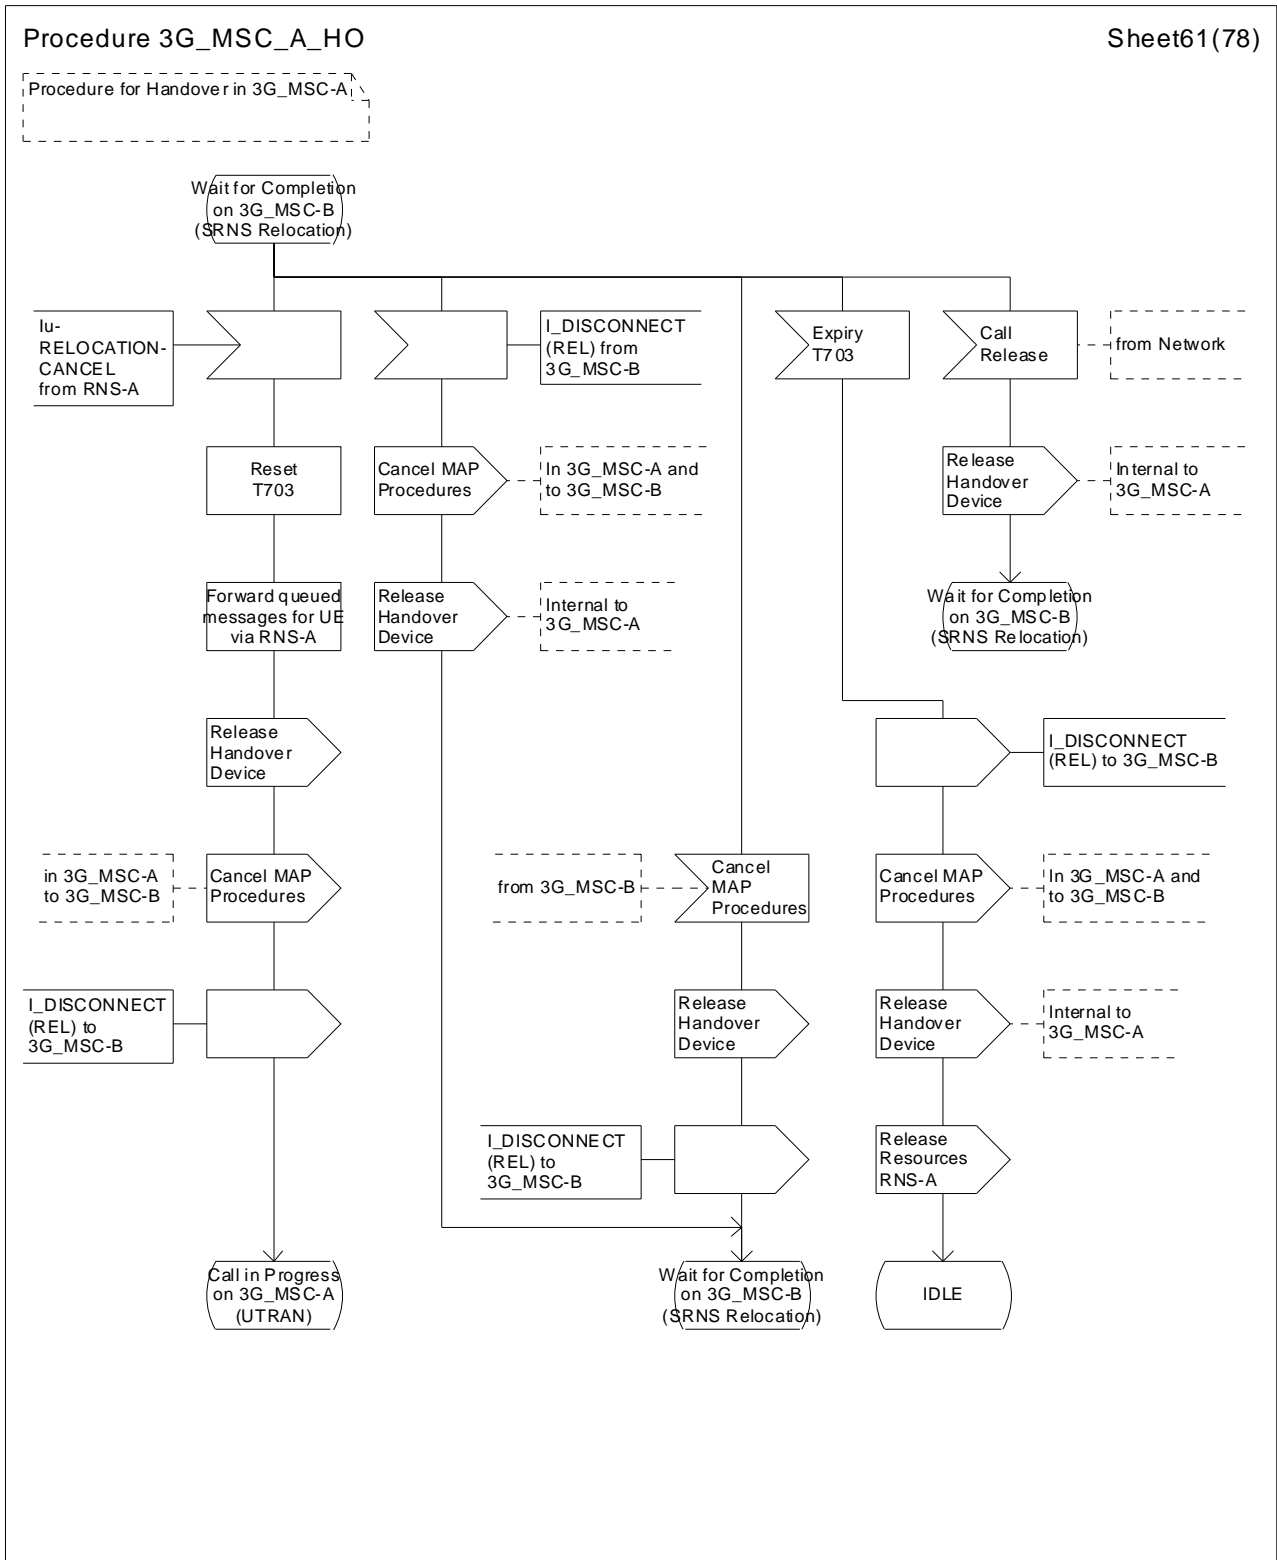 Procedure 3G_MSC_A_HO
Sheet61(78)
Procedure for Handover in 3G_MSC-A
Wait for Completion
on 3G_MSC-B
(SRNS Relocation)
Iu-
RELOCATION-
CANCEL
from RNS-A
I_DISCONNECT
(REL) from
3G_MSC-B
Expiry
T703
Call
Release
from Network
Reset
T703
Cancel MAP
Procedures
In 3G_MSC-A and
to 3G_MSC-B
Release
Handover
Device
Internal to
3G_MSC-A
Forward queued
messages for UE
via RNS-A
Release
Handover
Device
Internal to
3G_MSC-A
Wait for Completion
on 3G_MSC-B
(SRNS Relocation)
Release
Handover
Device
I_DISCONNECT
(REL) to 3G_MSC-B
in 3G_MSC-A
to 3G_MSC-B
Cancel MAP
Procedures
from 3G_MSC-B
Cancel
MAP
Procedures
Cancel MAP
Procedures
In 3G_MSC-A and
to 3G_MSC-B
I_DISCONNECT
(REL) to
3G_MSC-B
Release
Handover
Device
Release
Handover
Device
Internal to
3G_MSC-A
I_DISCONNECT
(REL) to
3G_MSC-B
Release
Resources
RNS-A
Call in Progress
on 3G_MSC-A
(UTRAN)
Wait for Completion
on 3G_MSC-B
(SRNS Relocation)
IDLE